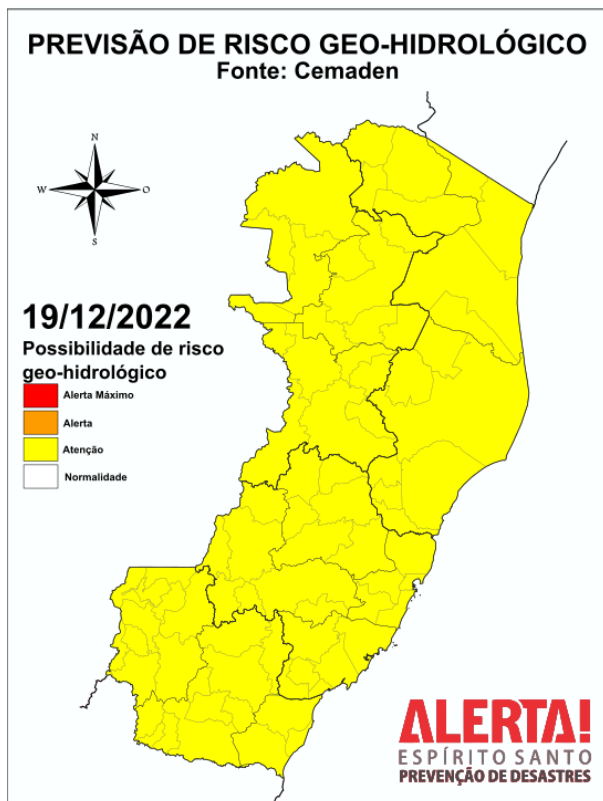 PREVISÃO DE RISCO GEO-HIDROLÓGICO
Fonte: Cemaden
N
W
O
S
19/12/2022
Possibilidade de risco
geo-hidrológico
Alerta Máximo
Alerta
Atenção
Normalidade
ALERTA!
ESPÍRITO SANTO
PREVENÇÃO DE DESASTRES